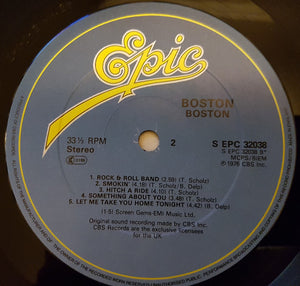 Epic
BOSTON
BOSTON
33⅓ RPM
Stereo
2
S EPC 32038
S EPC 32038 B
MCPS/BIEM
℗ 1976 CBS Inc.
1. ROCK & ROLL BAND (2.59) (T. Scholz)
2. SMOKIN' (4.19) (T. Scholz/B. Delp)
3. HITCH A RIDE (4.10) (T. Scholz)
4. SOMETHING ABOUT YOU (3.48) (T. Scholz)
5. LET ME TAKE YOU HOME TONIGHT (4.42) (B. Delp)
(1-5) Screen Gems-EMI Music Ltd.
Original sound recording made by CBS Inc.
CBS Records are the exclusive licensees
for the UK